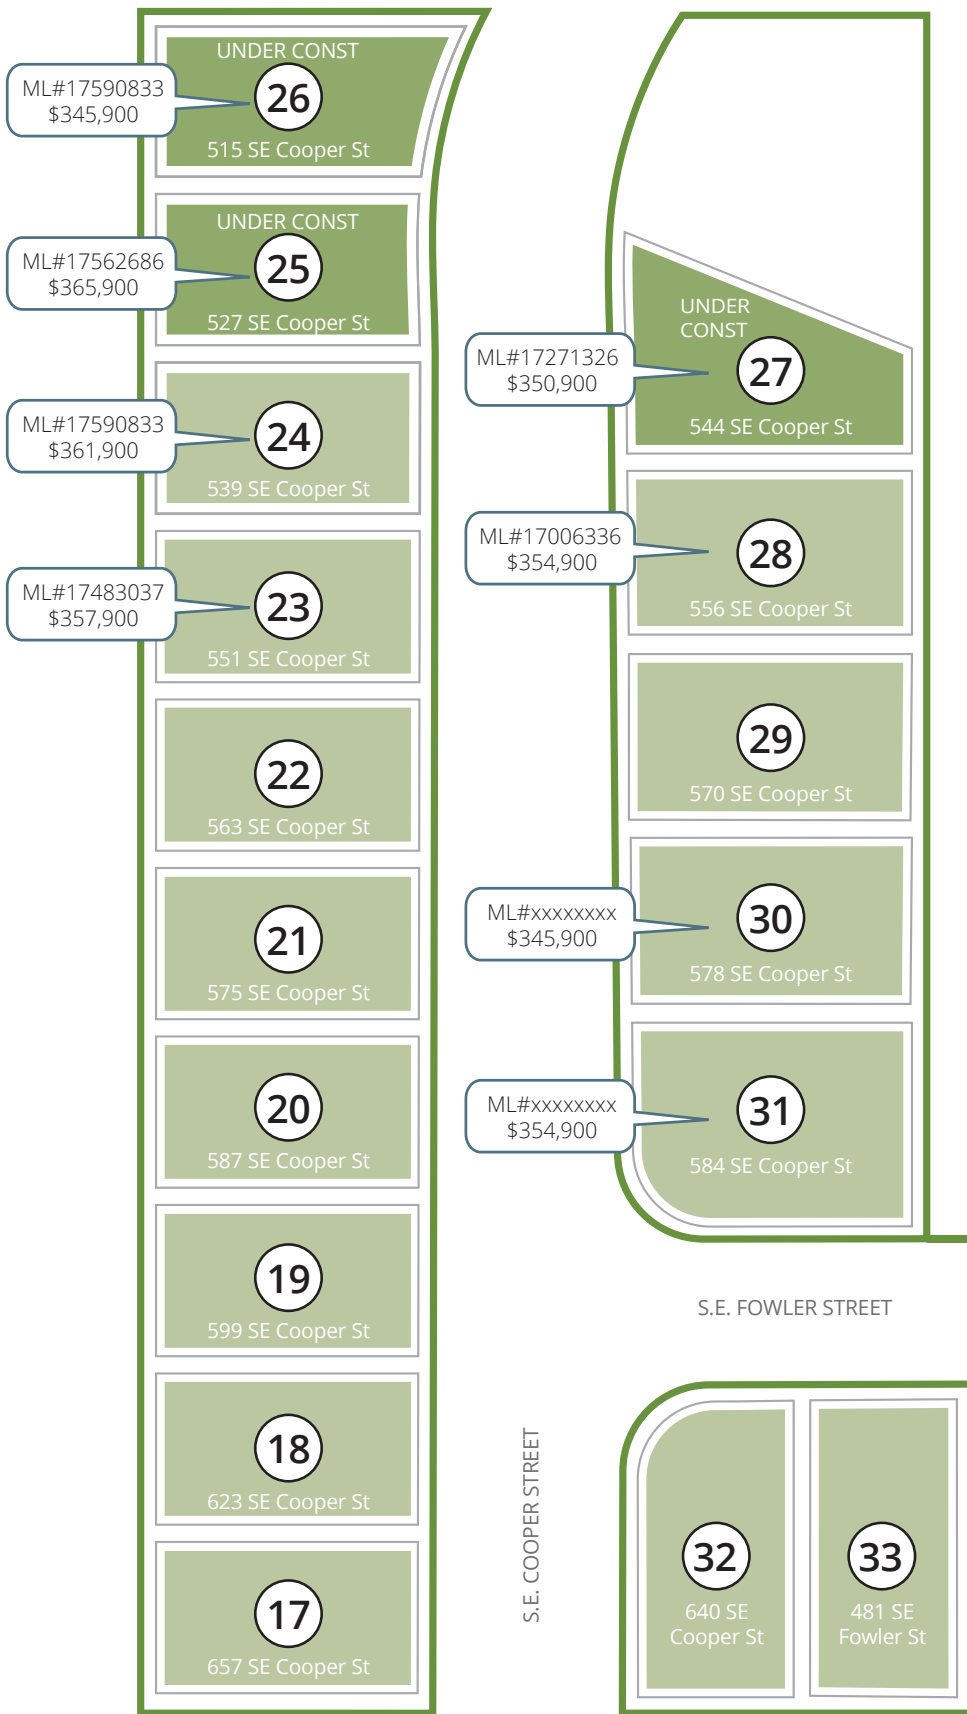 UNDER CONST
ML#17590833
$345,900
26
515 SE Cooper St
UNDER CONST
ML#17562686
$365,900
25
527 SE Cooper St
ML#17590833
$361,900
24
539 SE Cooper St
ML#17483037
$357,900
23
551 SE Cooper St
22
563 SE Cooper St
21
575 SE Cooper St
20
587 SE Cooper St
19
599 SE Cooper St
18
623 SE Cooper St
17
657 SE Cooper St
UNDER
CONST
ML#17271326
$350,900
27
544 SE Cooper St
ML#17006336
$354,900
28
556 SE Cooper St
29
570 SE Cooper St
ML#xxxxxxxx
$345,900
30
578 SE Cooper St
ML#xxxxxxxx
$354,900
31
584 SE Cooper St
S.E. FOWLER STREET
S.E. COOPER STREET
32
640 SE
Cooper St
33
481 SE
Fowler St